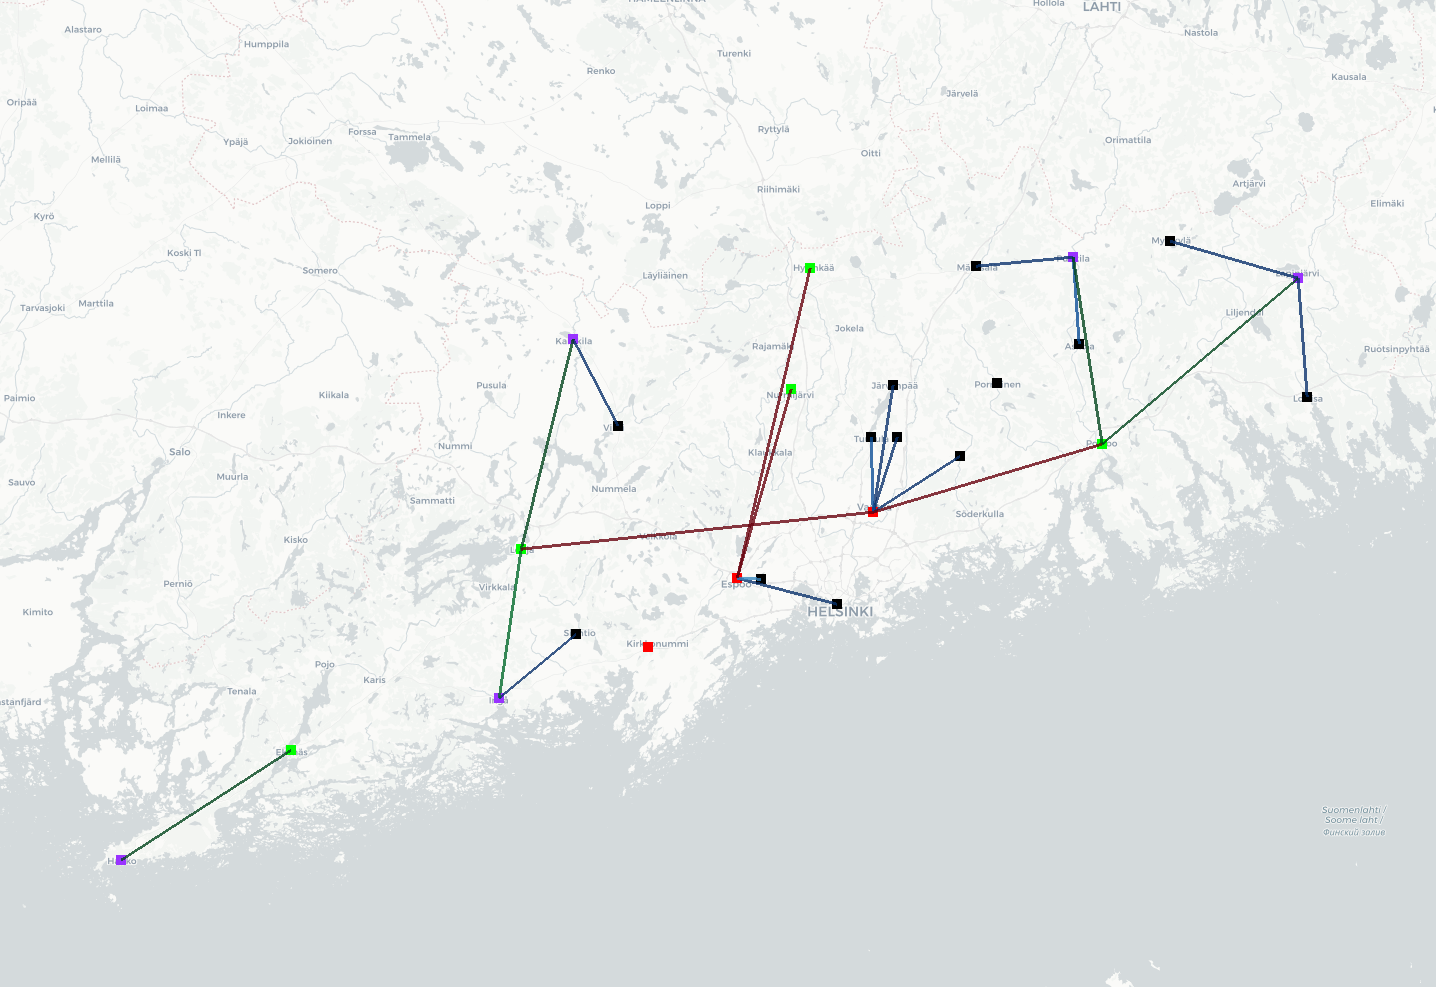 HÄMEENLINNA
Hollola
LAHTI
Alastaro
Nastola
Humppila
Turenki
Renko
Kausala
Järvelä
Oripää
Loimaa
Ryttylä
Forssa
Tammela
Ypäjä
Jokioinen
Orimattila
Oitti
Mellilä
Riihimäki
Artjärvi
Loppi
Elimäki
Kyrö
Koski Tl
Somero
Läyliäinen
Marttila
Tarvasjoki
Liljendal
Jokela
Rajamäki
Ruotsinpyhtää
Pusula
Kiikala
Paimio
Inkere
Nummi
Salo
Klaukkala
Muurla
Sauvo
Nummela
Sammatti
Söderkulla
Veikkola
Kisko
Perniö
Virkkala
Espoo
Kimito
HELSINKI
Kirkkonummi
Pojo
Karis
Tenala
Suomenlahti /
Soome laht /
Финский залив